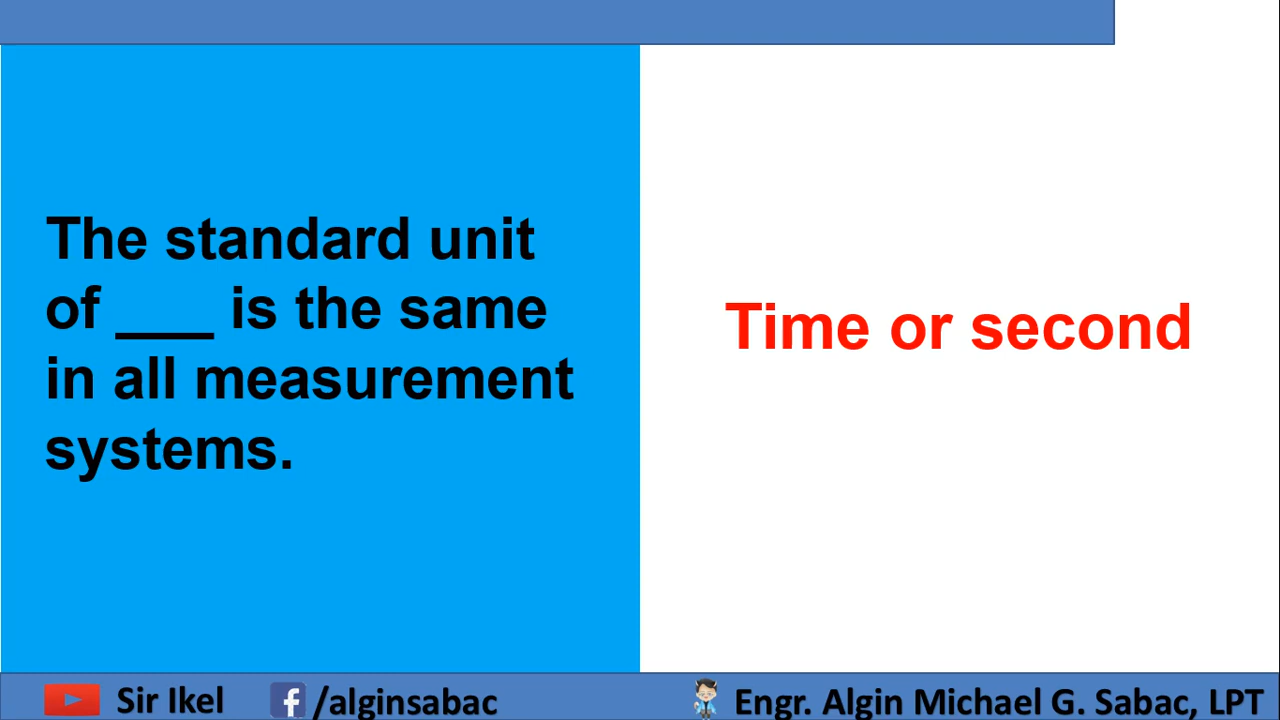 The standard unit
of ___ is the same
in all measurement
systems.
Time or second
Sir Ikel
/alginsabac
Engr. Algin Michael G. Sabac, LPT